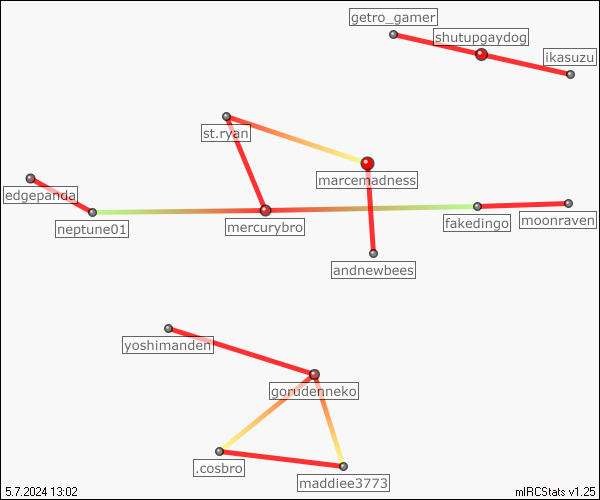 getro_gamer
shutupgaydog
ikasuzu
st.ryan
marcemadness
edgepanda
neptune01
mercurybro
fakedingo
moonraven
andnewbees
yoshimanden
gorudenneko
.cosbro
maddiee3773
5.7.2024 13:02
mIRCStats v1.25